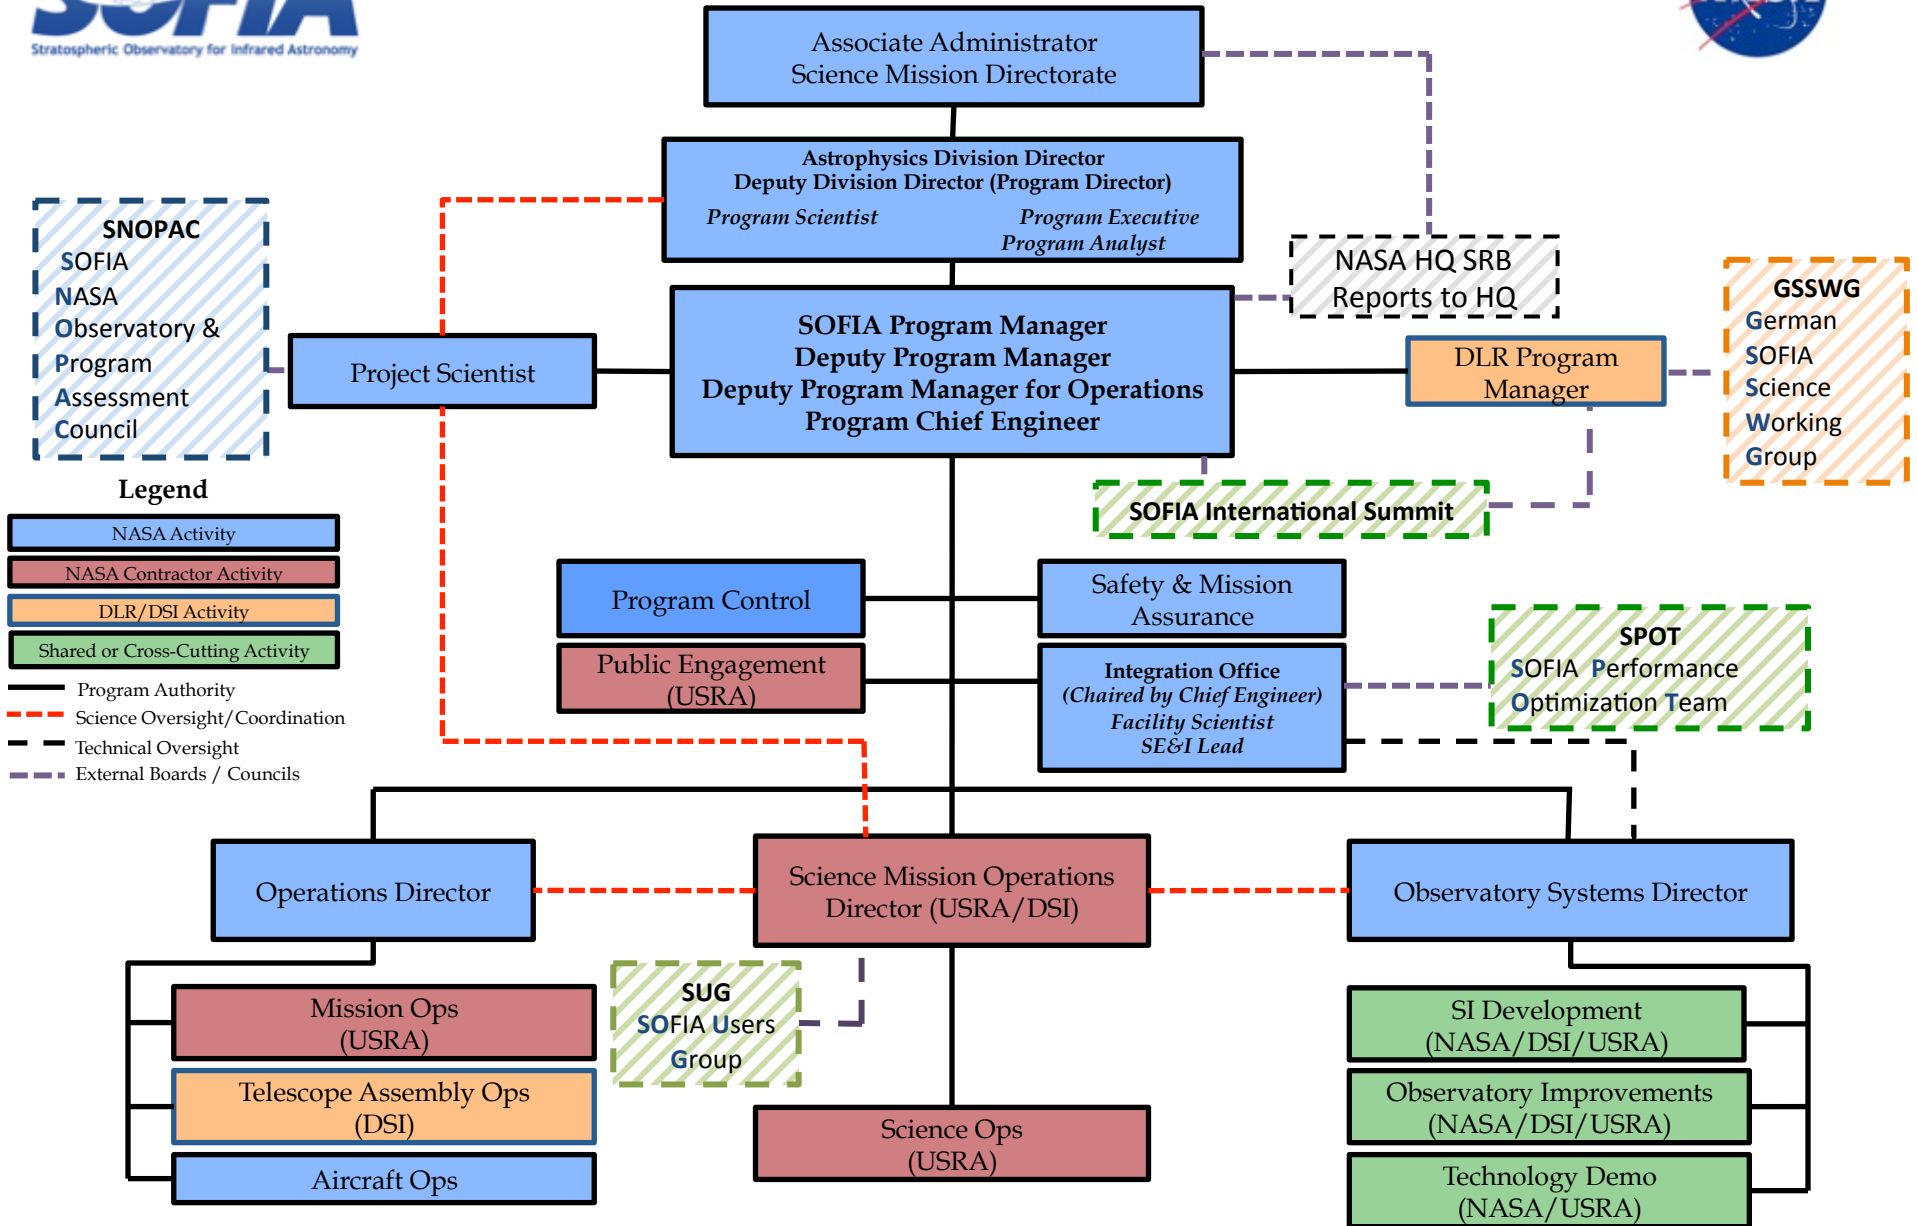 SOFIA
Stratospheric Observatory for Infrared Astronomy
NASA
Associate Administrator
Science Mission Directorate
Astrophysics Division Director
Deputy Division Director (Program Director)
Program Scientist Program Executive
Program Analyst
SNOPAC
SOFIA
NASA
Observatory &
Program
Assessment
Council
NASA HQ SRB
Reports to HQ
GSSWG
German
SOFIA
Science
Working
Group
Project Scientist
SOFIA Program Manager
Deputy Program Manager
Deputy Program Manager for Operations
Program Chief Engineer
DLR Program
Manager
SOFIA International Summit
Legend
NASA Activity
NASA Contractor Activity
DLR/DSI Activity
Shared or Cross-Cutting Activity
Program Authority
Science Oversight/Coordination
Technical Oversight
External Boards / Councils
Program Control
Safety & Mission
Assurance
Public Engagement
(USRA)
Integration Office
(Chaired by Chief Engineer)
Facility Scientist
SE&I Lead
SPOT
SOFIA Performance
Optimization Team
Operations Director
Science Mission Operations
Director (USRA/DSI)
Observatory Systems Director
Mission Ops
(USRA)
Telescope Assembly Ops
(DSI)
Aircraft Ops
SUG
SOFIA Users
Group
Science Ops
(USRA)
SI Development
(NASA/DSI/USRA)
Observatory Improvements
(NASA/DSI/USRA)
Technology Demo
(NASA/USRA)